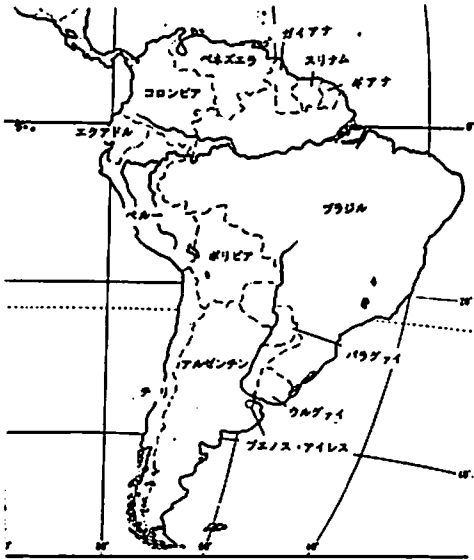 ガイアナ
ベネズエラ
スリナム
ギアナ
コロンビア
エクアドル
0°
ペルー
ブラジル
ボリビア
20°
パラグァイ
アルゼンチン
チリ
ウルグァイ
ブエノス・アイレス